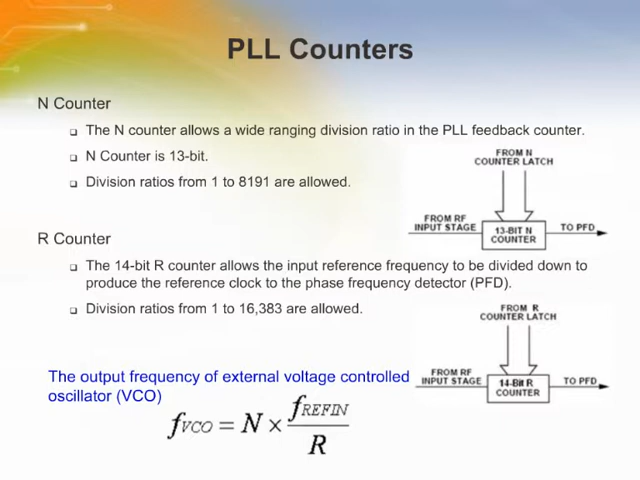 PLL Counters
N Counter
The N counter allows a wide ranging division ratio in the PLL feedback counter.
N Counter is 13-bit.
Division ratios from 1 to 8191 are allowed.
FROM N
COUNTER LATCH
FROM RF
INPUT STAGE
13-BIT N
COUNTER
TO PFD
R Counter
The 14-bit R counter allows the input reference frequency to be divided down to
produce the reference clock to the phase frequency detector (PFD).
Division ratios from 1 to 16,383 are allowed.
FROM R
COUNTER LATCH
FROM RF
INPUT STAGE
14-Bit R
COUNTER
TO PFD
The output frequency of external voltage controlled
oscillator (VCO)
fVCO = N × fREFIN / R